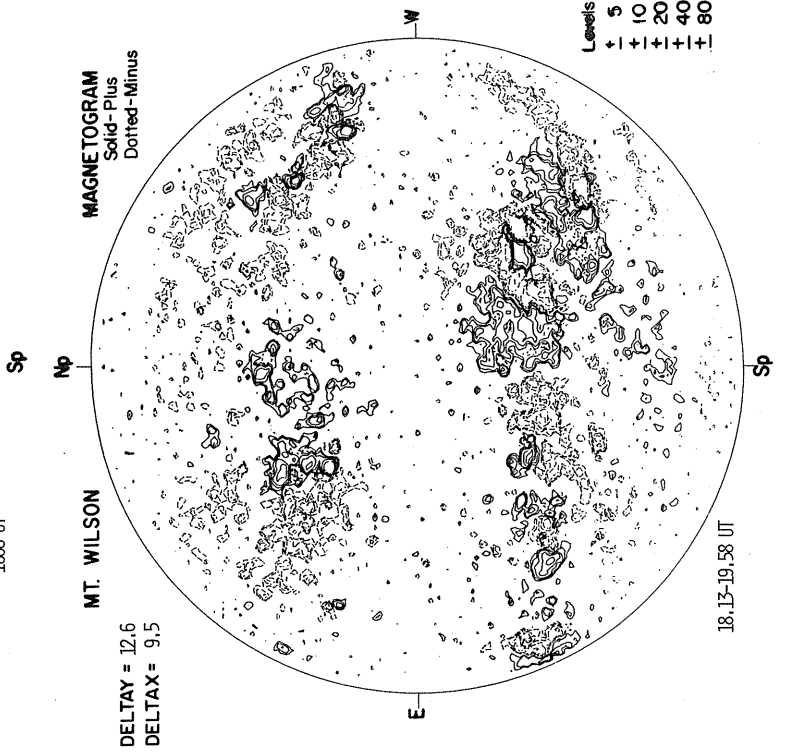 Sp
Np
W
MAGNETOGRAM
Solid-Plus
Dotted-Minus
Levels
± 5
± 10
± 20
± 40
± 80
MT. WILSON
DELTAY = 12.6
DELTAX = 9.5
E
Sp
18.13-19.58 UT